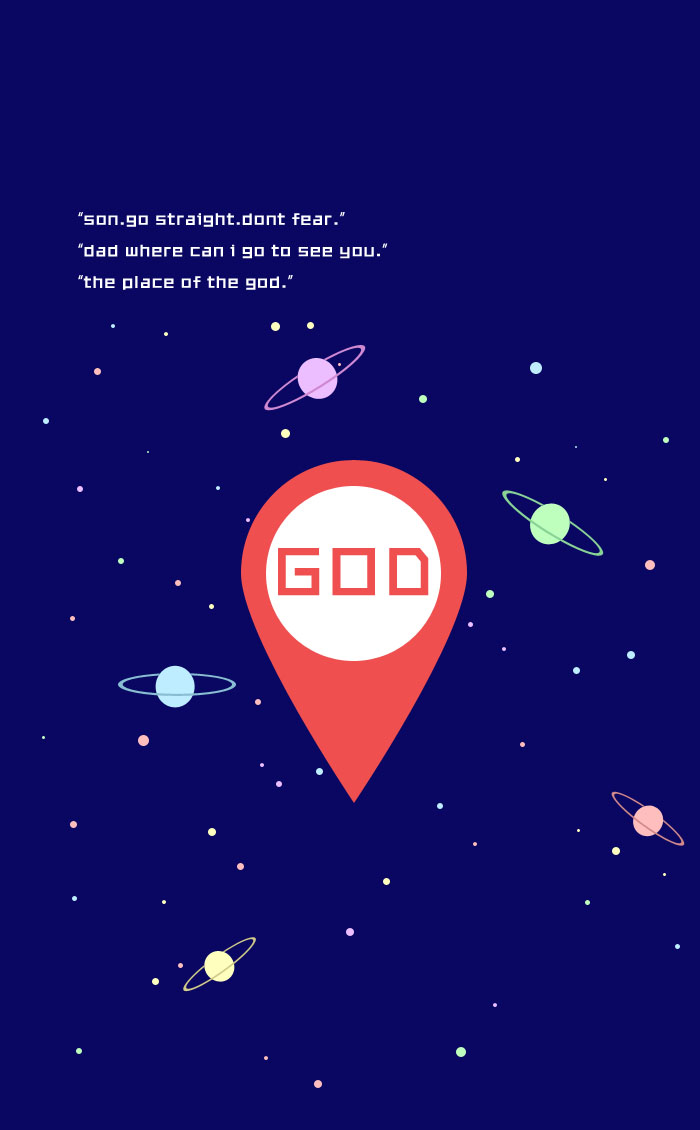 “son.go straight.dont fear.”
“dad where can i go to see you.”
“the place of the god.”
GOD